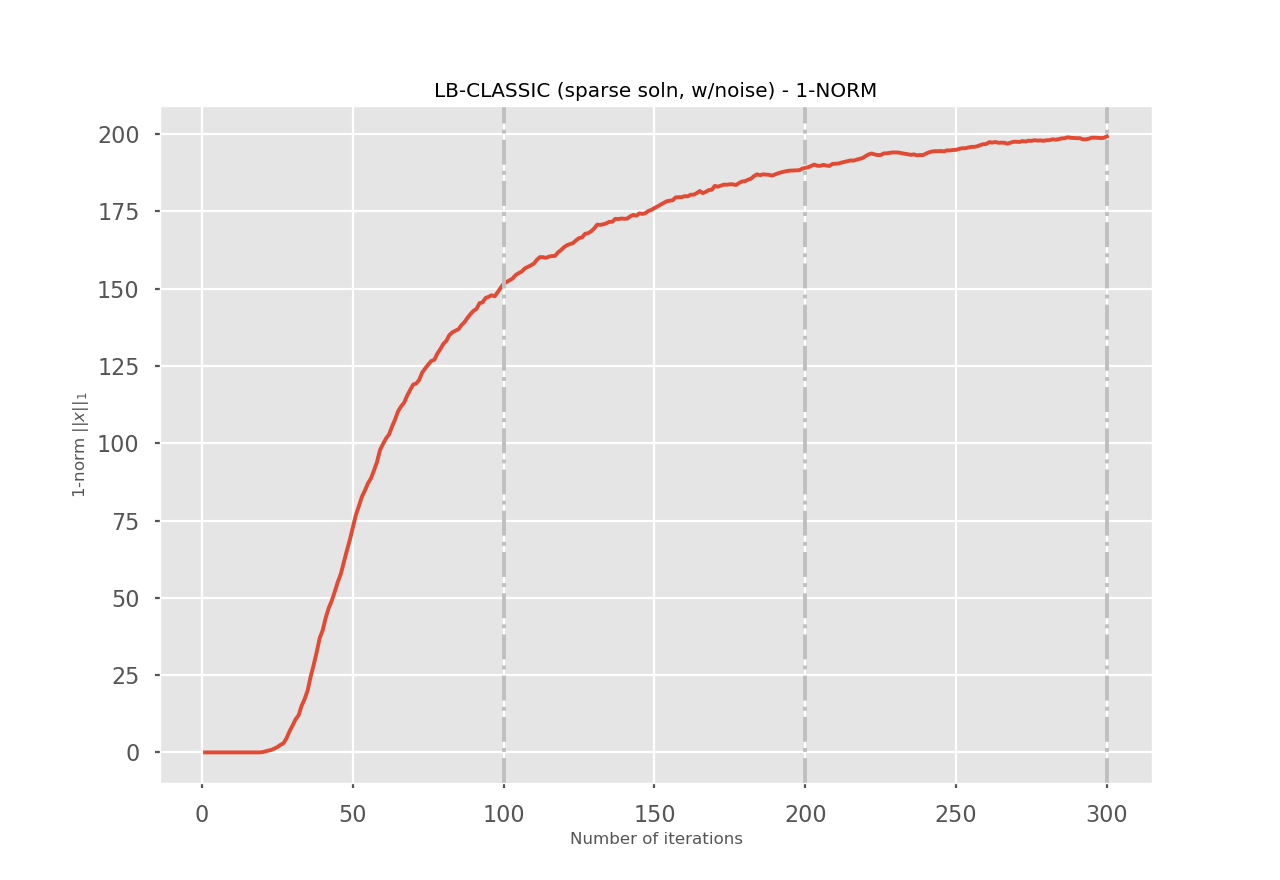 LB-CLASSIC (sparse soln, w/noise) - 1-NORM
200
175
150
125
100
75
50
25
0
1-norm ||x||₁
0 50 100 150 200 250 300
Number of iterations